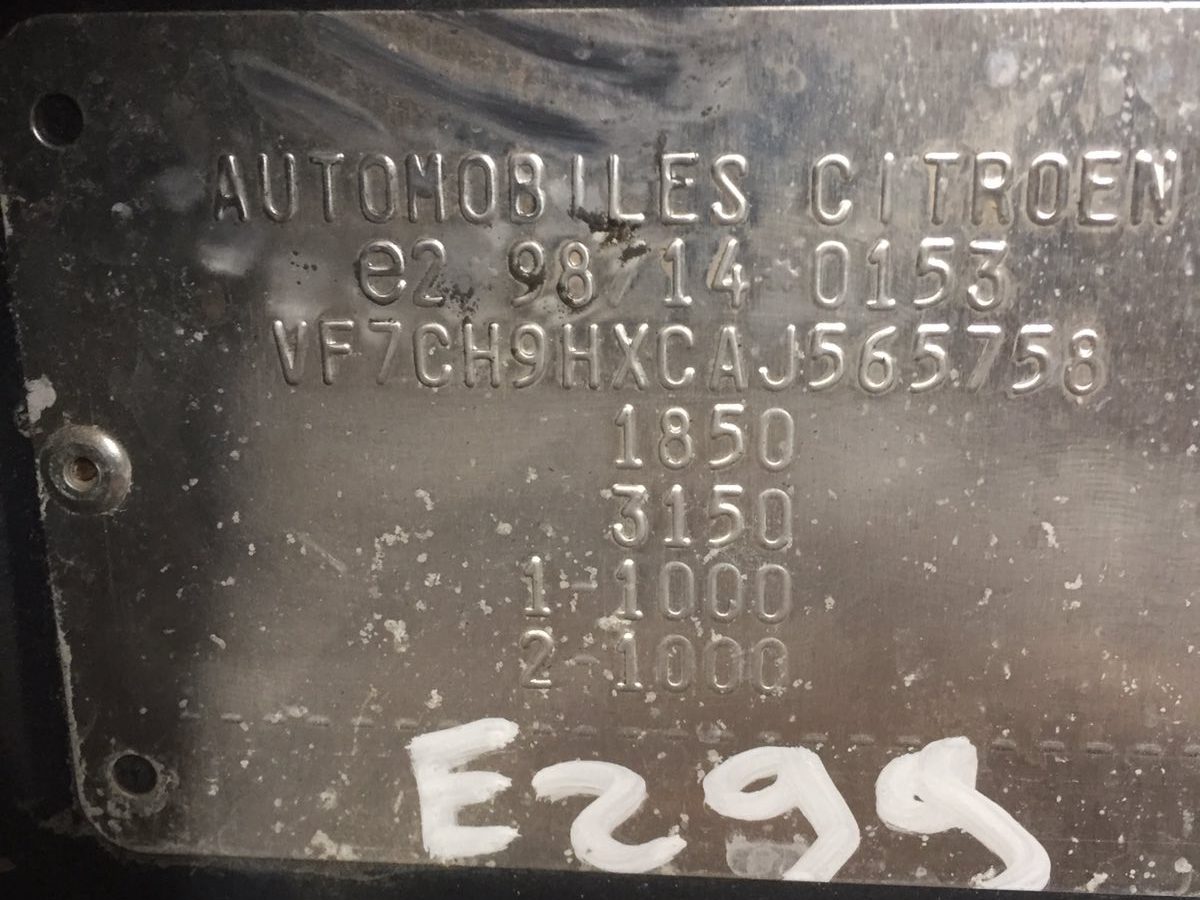 AUTOMOBILES CITROEN
e2 98/14 0153
VF7CH9HXCAJ565758
1850
3150
1-1000
2-1000
E299